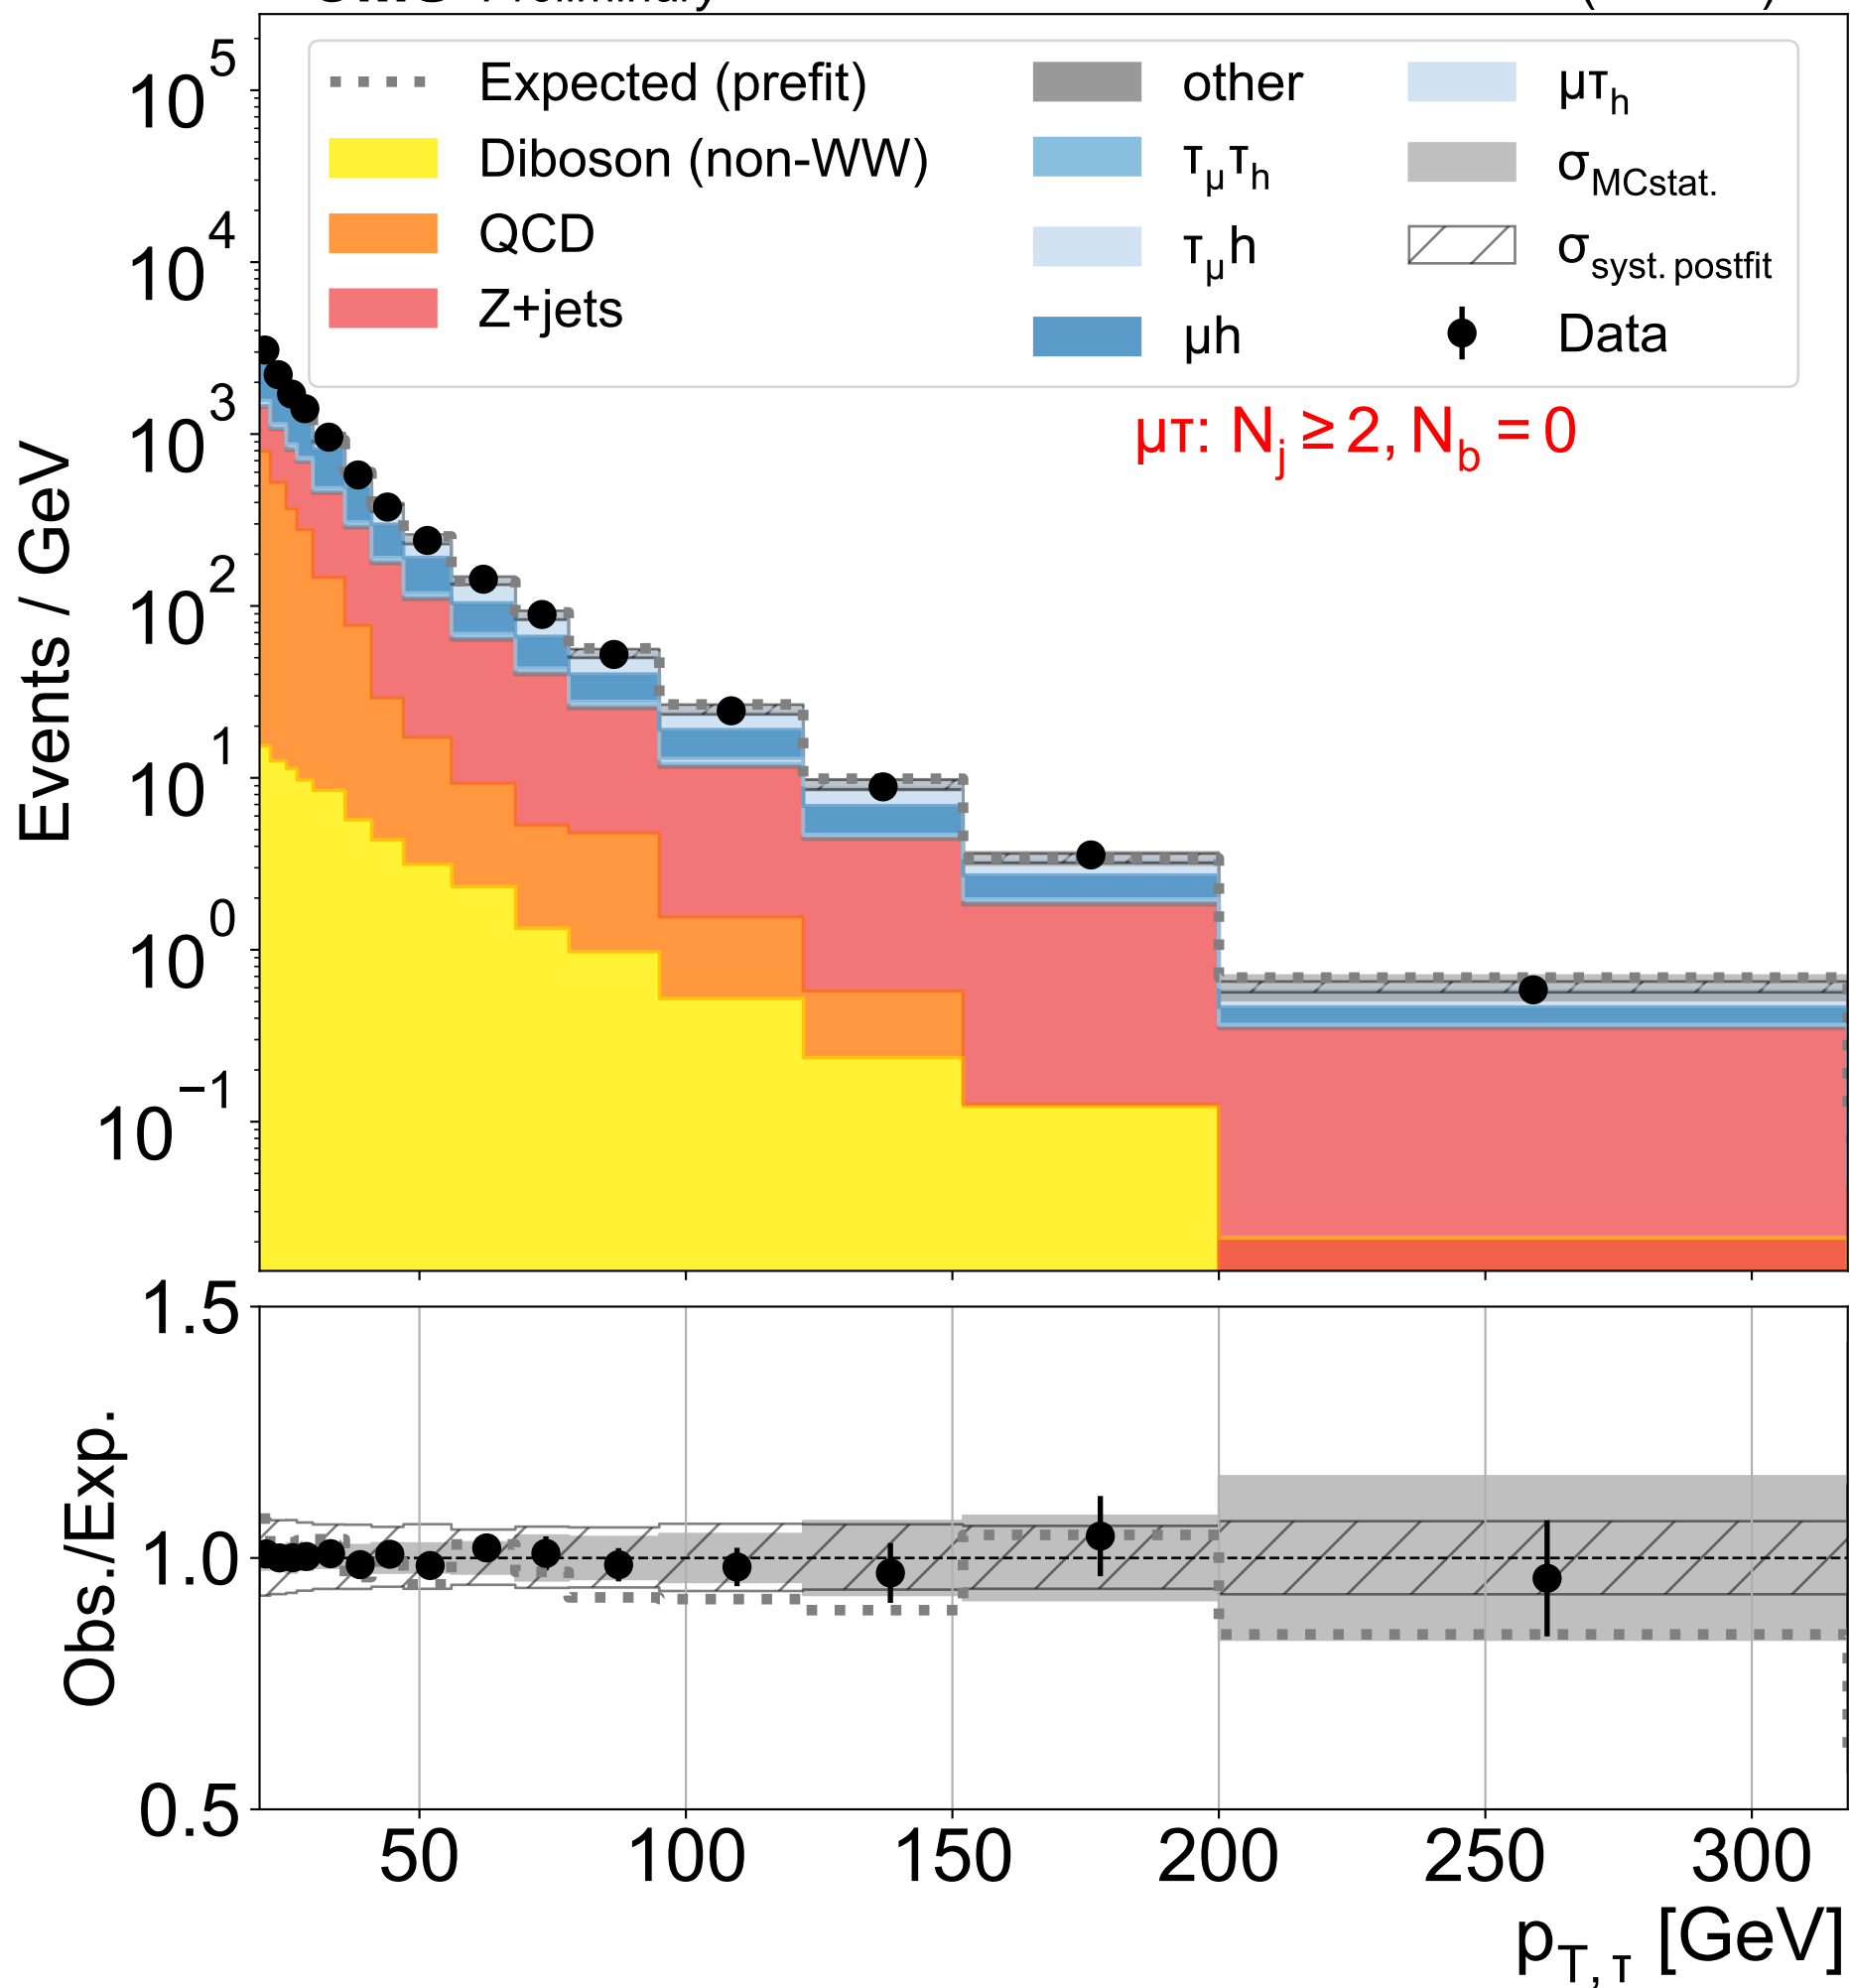 Preliminary
Expected (prefit)
Diboson (non-WW)
QCD
Z+jets
other
τμτh
τμh
μh
μτh
σMCstat.
σsyst. postfit
Data
μτ: Nj ≥ 2, Nb = 0
Events / GeV
10^5
10^4
10^3
10^2
10^1
10^0
10^−1
Obs./Exp.
1.5
1.0
0.5
50 100 150 200 250 300
pT, τ [GeV]